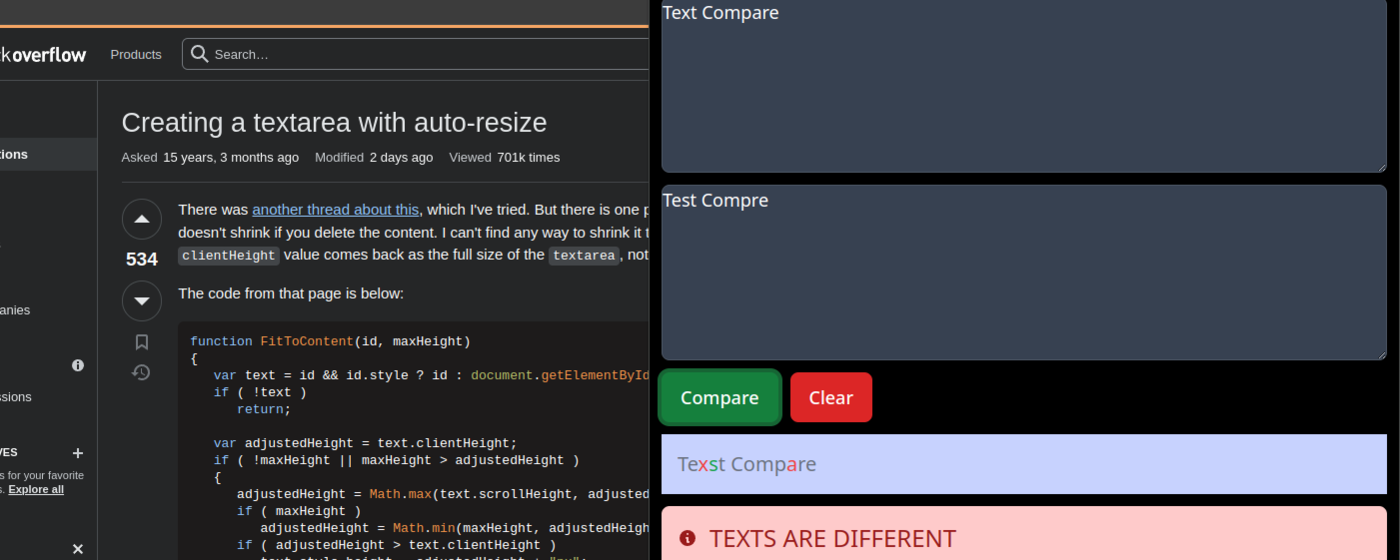 ckoverflow Products Search…
tions
anies
ssions
VES +
s for your favorite
s. Explore all
Creating a textarea with auto-resize
Asked 15 years, 3 months ago Modified 2 days ago Viewed 701k times
534
There was another thread about this, which I've tried. But there is one p
doesn't shrink if you delete the content. I can't find any way to shrink it t
clientHeight value comes back as the full size of the textarea, not
The code from that page is below:
function FitToContent(id, maxHeight)
{
var text = id && id.style ? id : document.getElementById
if ( !text )
return;
var adjustedHeight = text.clientHeight;
if ( !maxHeight || maxHeight > adjustedHeight )
{
adjustedHeight = Math.max(text.scrollHeight, adjusted
if ( maxHeight )
adjustedHeight = Math.min(maxHeight, adjustedHeigh
if ( adjustedHeight > text.clientHeight )
Text Compare
Test Compre
Compare Clear
Texst Compare
TEXTS ARE DIFFERENT